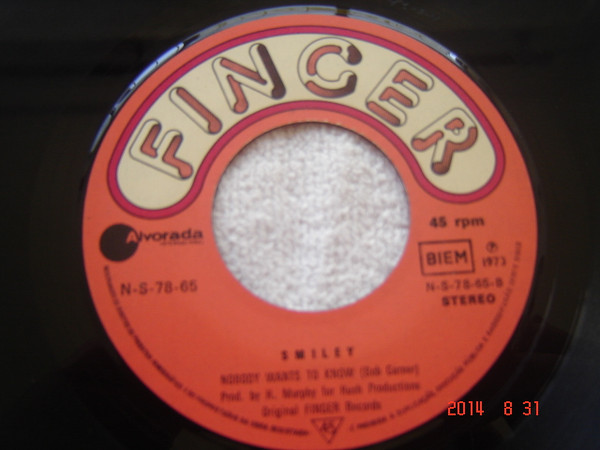 FINGER
Alvorada
45 rpm
BIEM
℗
1973
N-S-78-65
N-S-78-65-B
STEREO
SMILEY
NOBODY WANTS TO KNOW (Bob Garner)
Prod. by K. Murphy for Hush Productions
Original FINGER Records
45
2014 8 31